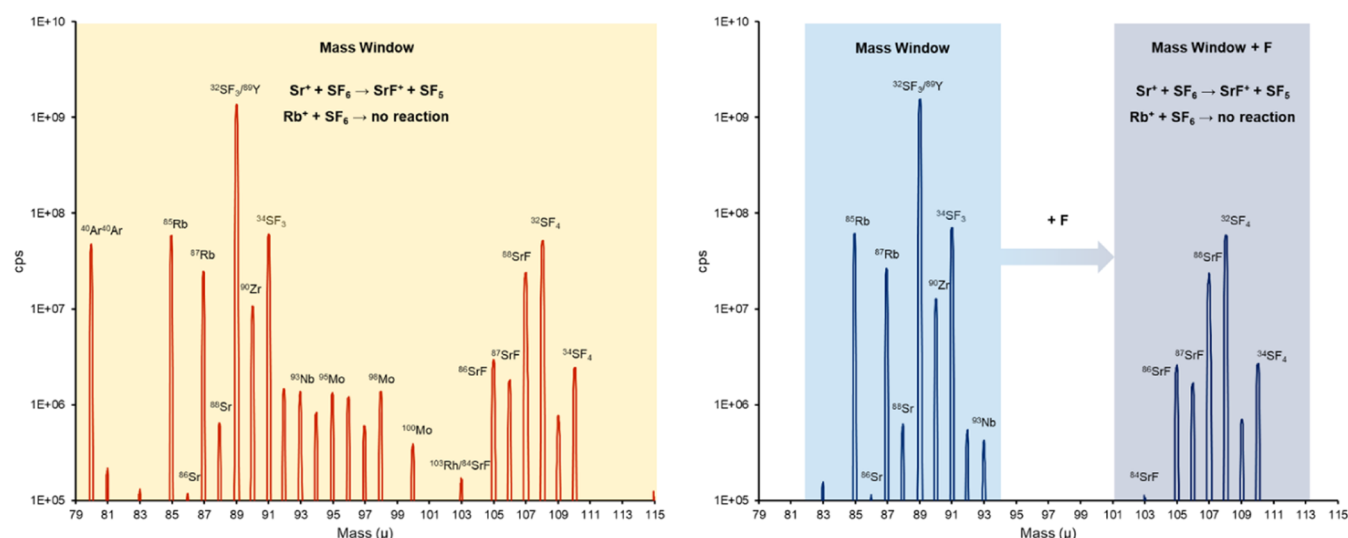 1E+10
1E+09
1E+08
1E+07
1E+06
1E+05
cps
Mass Window
Sr⁺ + SF₆ → SrF⁺ + SF₅
Rb⁺ + SF₆ → no reaction
³²SF₃/⁸⁹Y
⁴⁰Ar⁴⁰Ar
⁸⁵Rb
⁸⁷Rb
³⁴SF₃
⁹⁰Zr
⁸⁸Sr
⁸⁶Sr
⁹³Nb
⁹⁵Mo
⁹⁸Mo
¹⁰⁰Mo
¹⁰³Rh/⁸⁴SrF
⁸⁶SrF
⁸⁷SrF
⁸⁸SrF
³²SF₄
³⁴SF₄
79 81 83 85 87 89 91 93 95 97 99 101 103 105 107 109 111 113 115
Mass (µ)
1E+10
1E+09
1E+08
1E+07
1E+06
1E+05
cps
Mass Window
³²SF₃/⁸⁹Y
⁸⁵Rb
⁸⁷Rb
³⁴SF₃
⁹⁰Zr
⁸⁸Sr
⁸⁶Sr
⁹³Nb
+ F
Mass Window + F
Sr⁺ + SF₆ → SrF⁺ + SF₅
Rb⁺ + SF₆ → no reaction
³²SF₄
⁸⁸SrF
⁸⁷SrF
⁸⁶SrF
³⁴SF₄
⁸⁴SrF
79 81 83 85 87 89 91 93 95 97 99 101 103 105 107 109 111 113 115
Mass (µ)